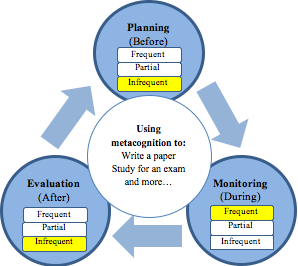 Planning
(Before)
Frequent
Partial
Infrequent
Using
metacognition to:
Write a paper
Study for an exam
and more…
Evaluation
(After)
Frequent
Partial
Infrequent
Monitoring
(During)
Frequent
Partial
Infrequent